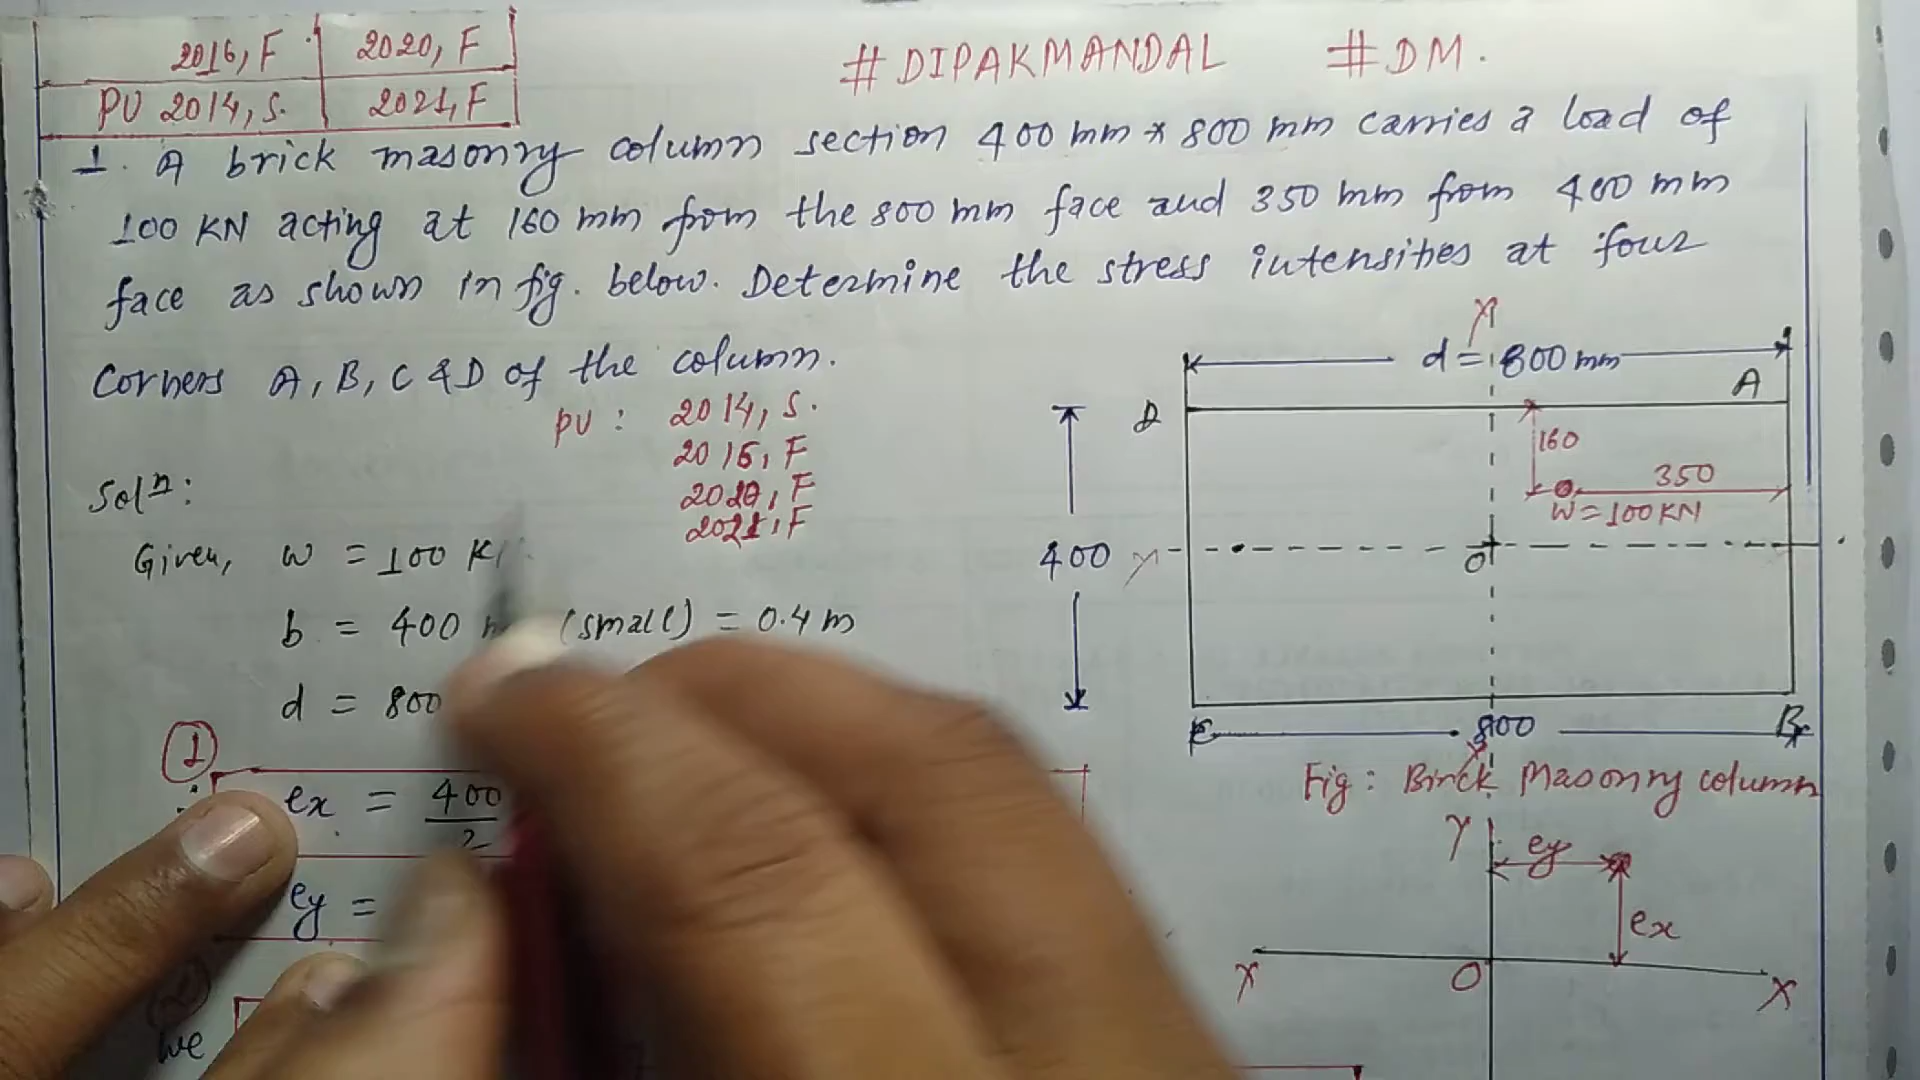 2016, F 2020, F
PU 2014, S. 2021, F
#DIPAKMANDAL #DM.
1. A brick masonry column section 400 mm * 800 mm carries a load of
100 KN acting at 160 mm from the 800 mm face and 350 mm from 400 mm
face as shown in fig. below. Determine the stress intensities at four
Corners A, B, C & D of the column.
PU: 2014, S.
2016, F
2020, F
2021, F
Solⁿ:
Given, w = 100
b = 400 (small) = 0.4 m
d = 800
1
ex = 400
2
ey =
we
Y
d = 800 mm
D A
160
350
W = 100 KN
400
O
800
B
Fig: Birck Masonry column
Y
ey
ex
X O X